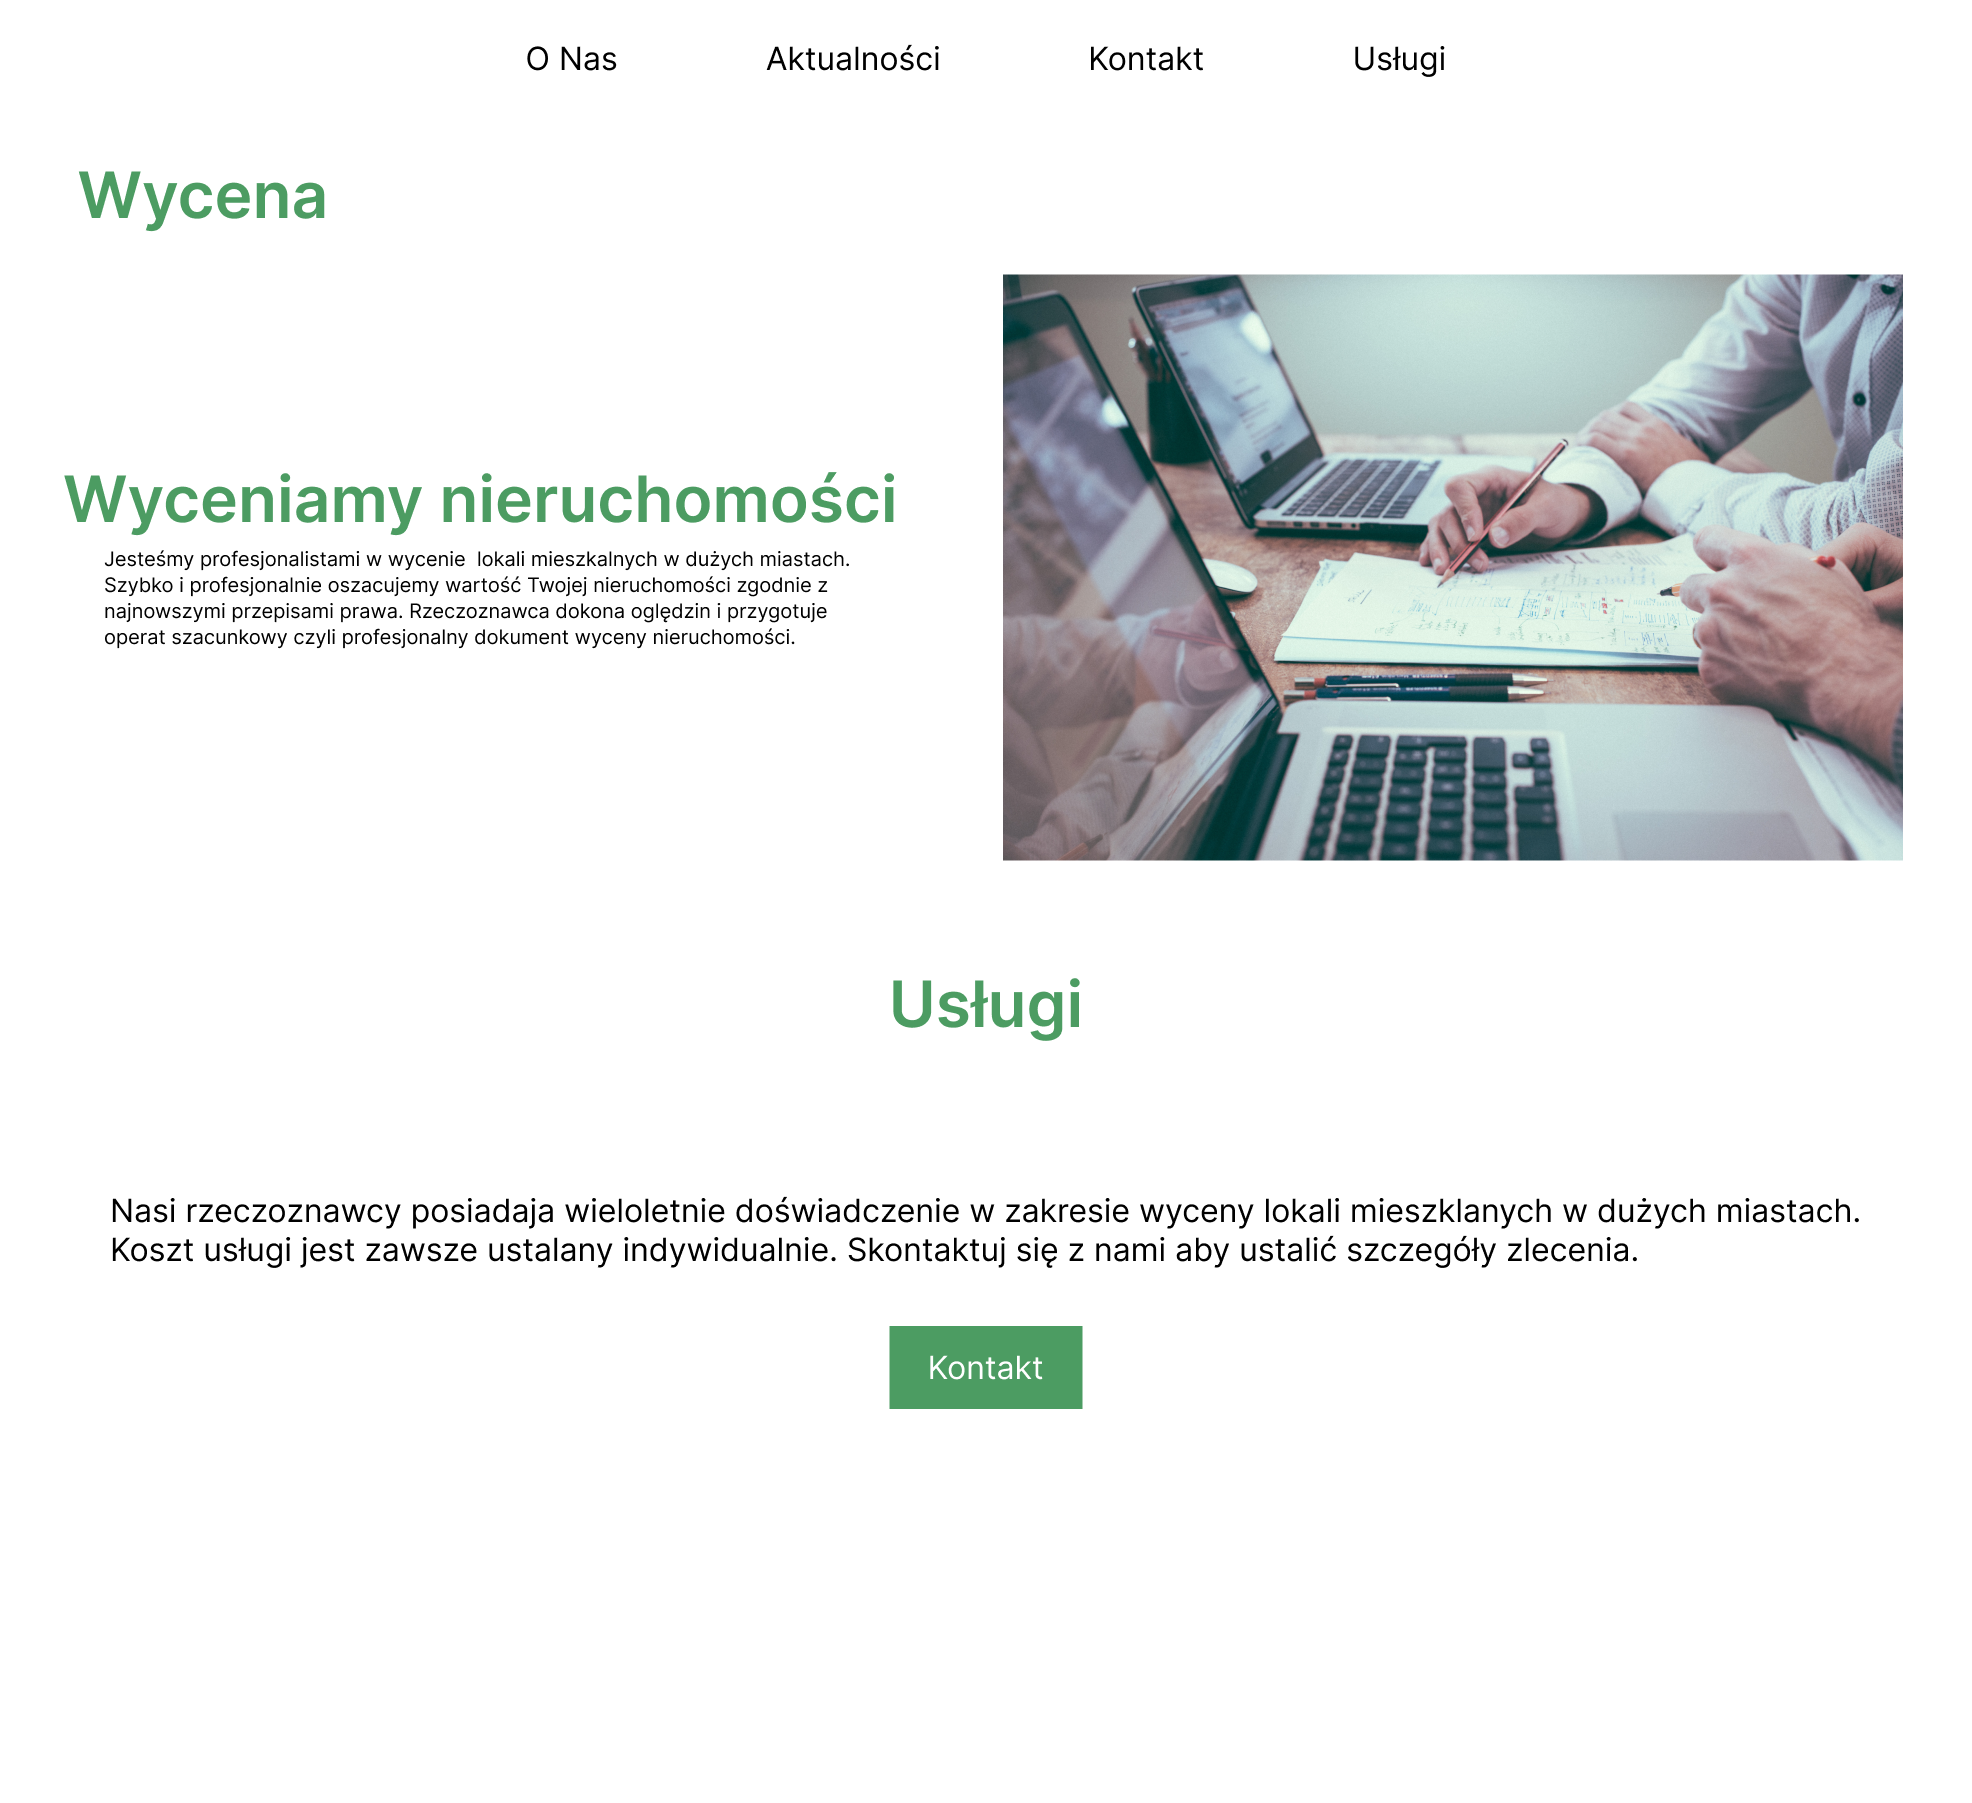 O Nas Aktualności Kontakt Usługi
Wycena
Wyceniamy nieruchomości
Jesteśmy profesjonalistami w wycenie  lokali mieszkalnych w dużych miastach.
Szybko i profesjonalnie oszacujemy wartość Twojej nieruchomości zgodnie z
najnowszymi przepisami prawa. Rzeczoznawca dokona oględzin i przygotuje
operat szacunkowy czyli profesjonalny dokument wyceny nieruchomości.
Usługi
Nasi rzeczoznawcy posiadaja wieloletnie doświadczenie w zakresie wyceny lokali mieszklanych w dużych miastach.
Koszt usługi jest zawsze ustalany indywidualnie. Skontaktuj się z nami aby ustalić szczegóły zlecenia.
Kontakt